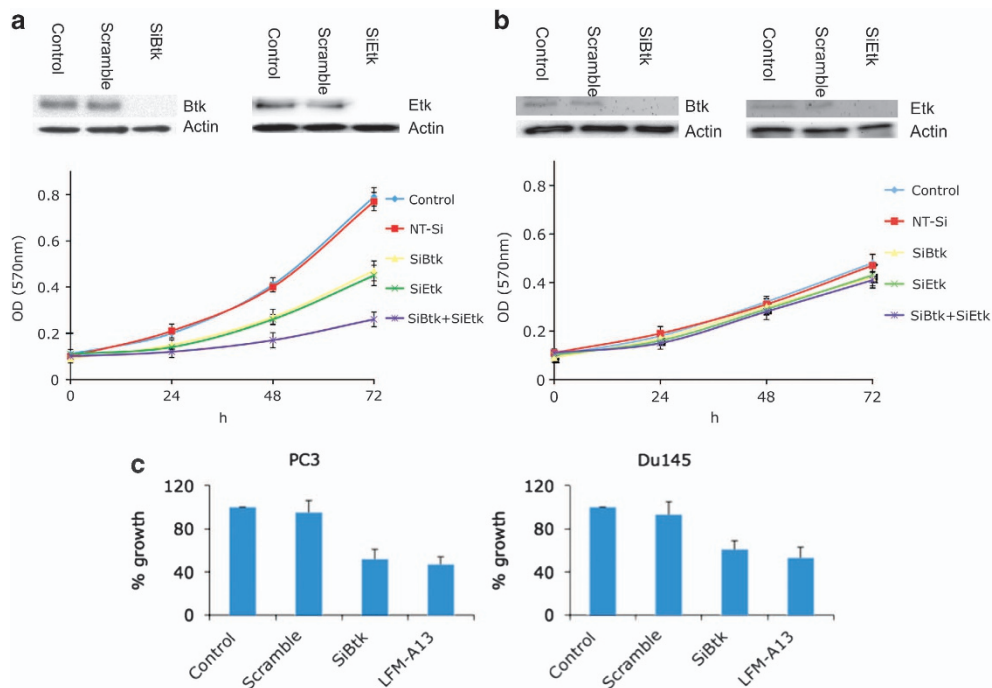 a
Control
Scramble
SiBtk
Btk
Actin
Control
Scramble
SiEtk
Etk
Actin
OD (570nm)
0.8
0.6
0.4
0.2
0
0
24
48
72
h
Control
NT-Si
SiBtk
SiEtk
SiBtk+SiEtk
b
Control
Scramble
SiBtk
Btk
Actin
Control
Scramble
SiEtk
Etk
Actin
OD (570nm)
0.8
0.6
0.4
0.2
0
0
24
48
72
h
Control
NT-Si
SiBtk
SiEtk
SiBtk+SiEtk
c
PC3
% growth
120
80
40
0
Control
Scramble
SiBtk
LFM-A13
Du145
% growth
120
80
40
0
Control
Scramble
SiBtk
LFM-A13